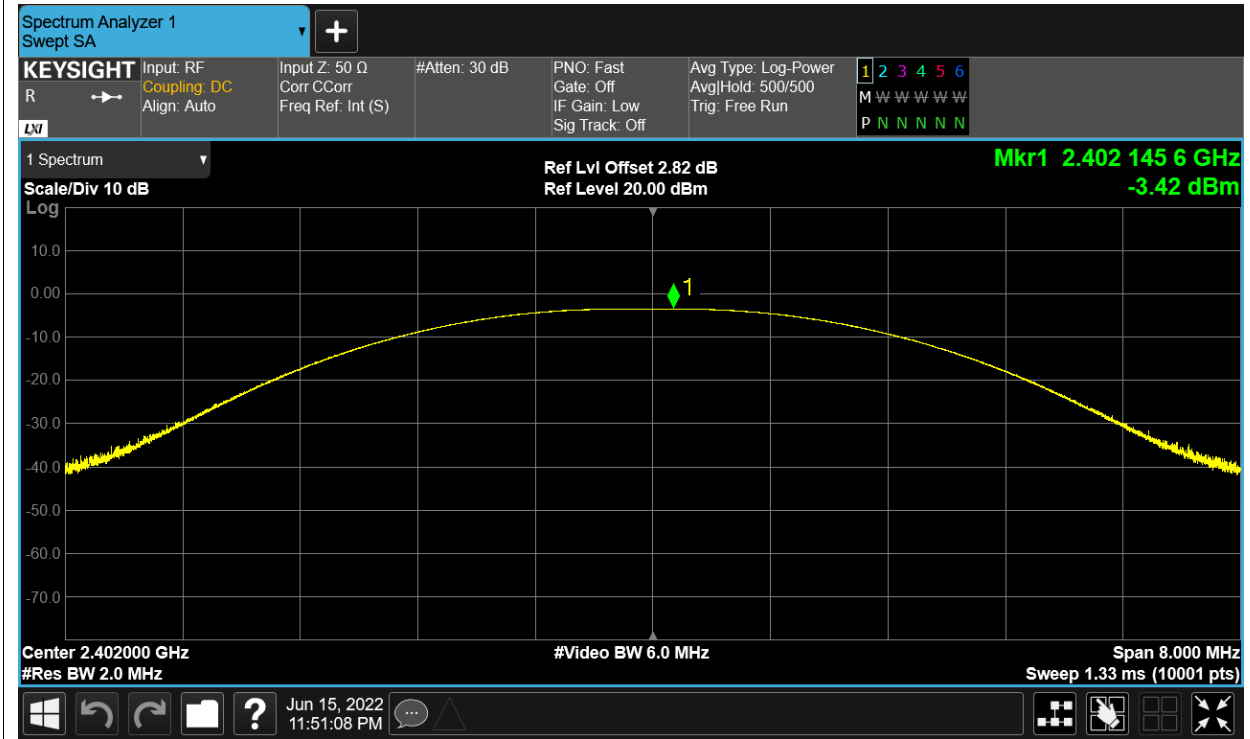 Spectrum Analyzer 1
Swept SA
KEYSIGHT
R
LXI
Input: RF
Coupling: DC
Align: Auto
Input Z: 50 Ω
Corr CCorr
Freq Ref: Int (S)
#Atten: 30 dB
PNO: Fast
Gate: Off
IF Gain: Low
Sig Track: Off
Avg Type: Log-Power
Avg|Hold: 500/500
Trig: Free Run
1 2 3 4 5 6
M W W W W W
P N N N N N
1 Spectrum
Scale/Div 10 dB
Log
Ref Lvl Offset 2.82 dB
Ref Level 20.00 dBm
Mkr1 2.402 145 6 GHz
-3.42 dBm
10.0
0.00
-10.0
-20.0
-30.0
-40.0
-50.0
-60.0
-70.0
1
Center 2.402000 GHz
#Res BW 2.0 MHz
#Video BW 6.0 MHz
Span 8.000 MHz
Sweep 1.33 ms (10001 pts)
?
Jun 15, 2022
11:51:08 PM